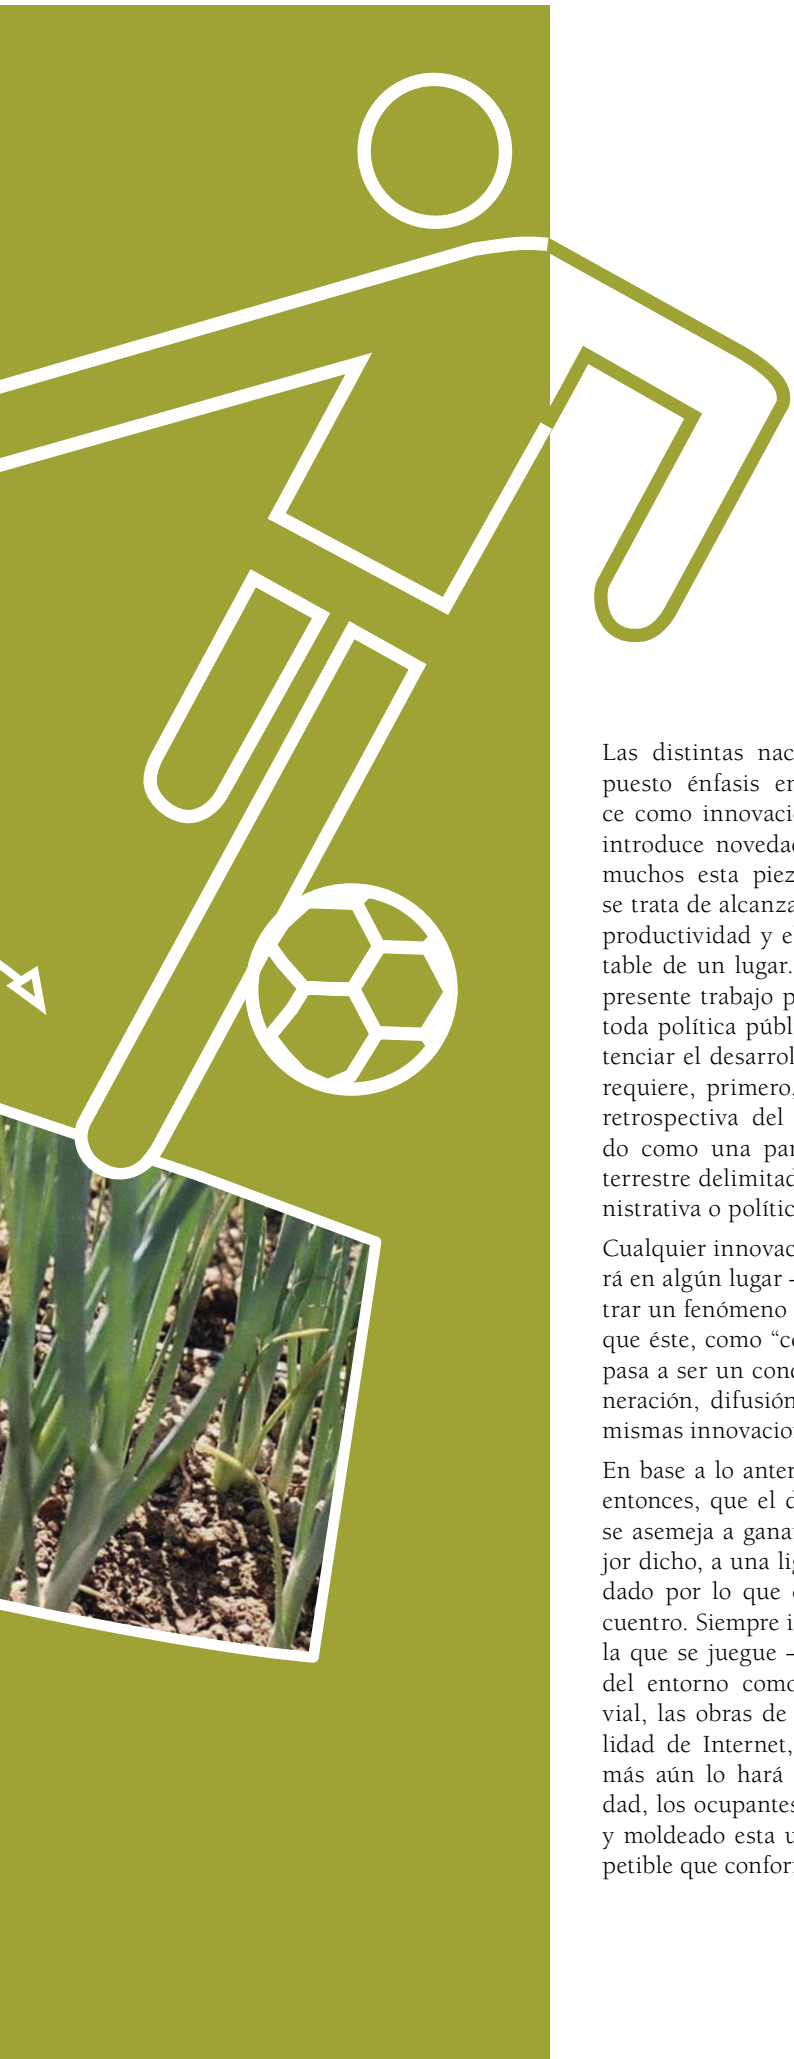 Las distintas nac
puesto énfasis en
ce como innovaci
introduce noveda
muchos esta piez
se trata de alcanza
productividad y e
table de un lugar.
presente trabajo p
toda política públ
tenciar el desarrol
requiere, primero,
retrospectiva del
do como una par
terrestre delimitad
nistrativa o polític
Cualquier innovac
rá en algún lugar –
trar un fenómeno
que éste, como “co
pasa a ser un cond
neración, difusión
mismas innovacio
En base a lo anter
entonces, que el d
se asemeja a gana
jor dicho, a una lig
dado por lo que
cuentro. Siempre i
la que se juegue –
del entorno como
vial, las obras de
lidad de Internet,
más aún lo hará
dad, los ocupantes
y moldeado esta u
petible que confor